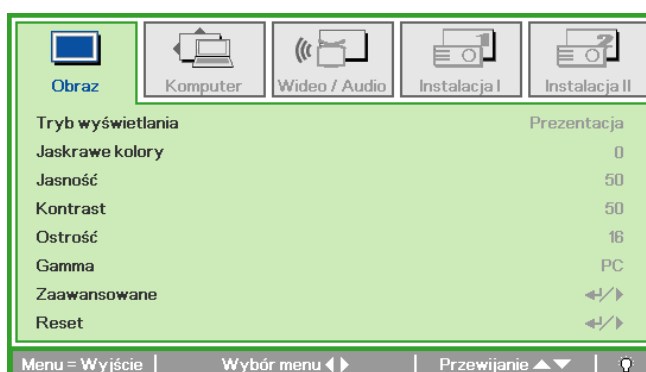 Obraz Komputer Wideo / Audio Instalacja I Instalacja II
Tryb wyświetlania Prezentacja
Jaskrawe kolory 0
Jasność 50
Kontrast 50
Ostrość 16
Gamma PC
Zaawansowane
Reset
Menu = Wyjście Wybór menu Przewijanie